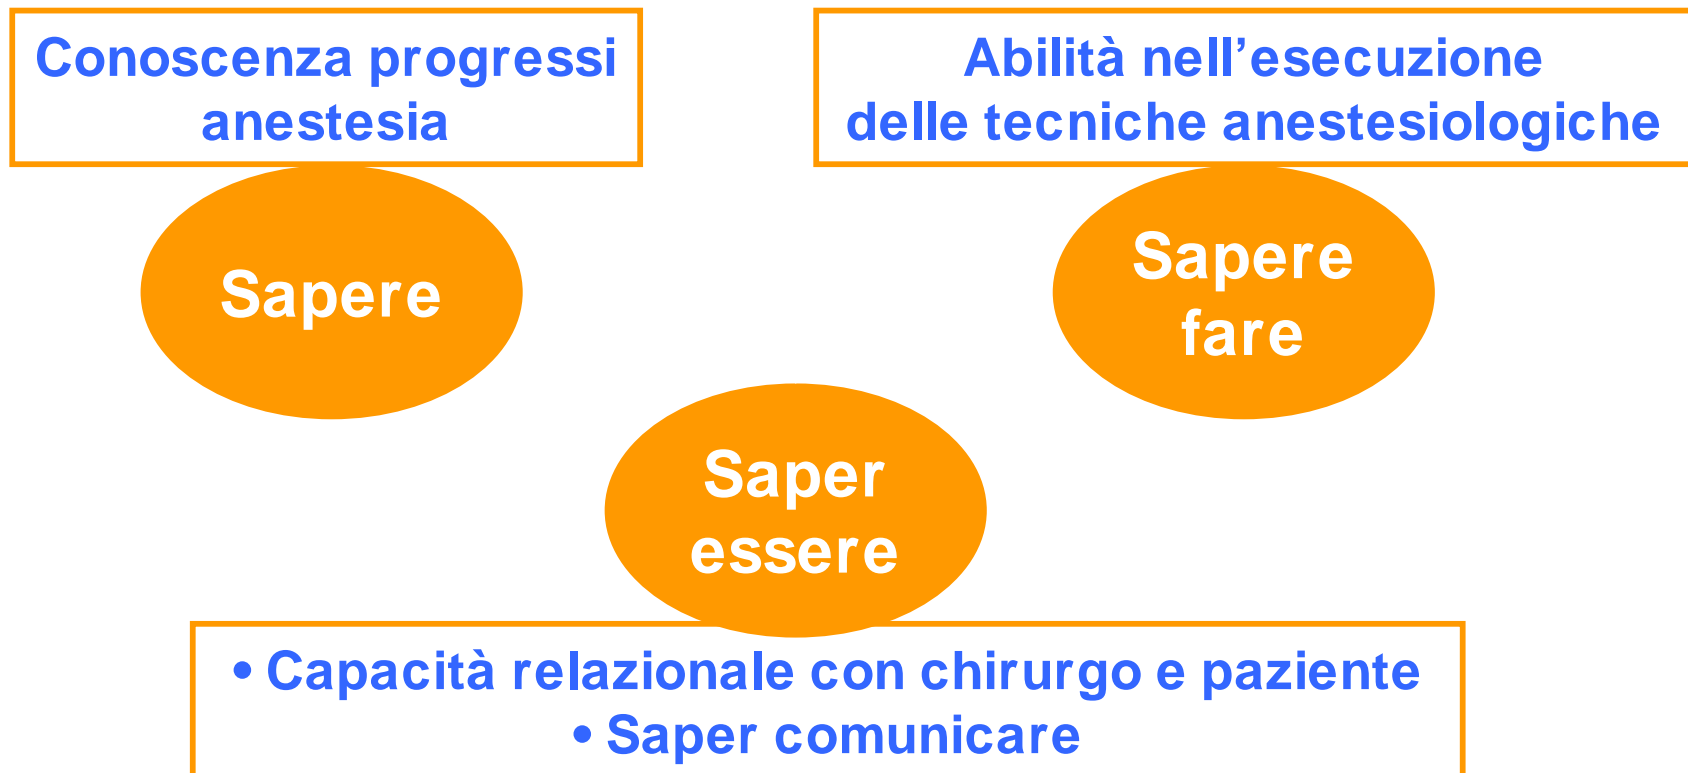 Conoscenza progressi
anestesia
Abilità nell’esecuzione
delle tecniche anestesiologiche
Sapere
Sapere
fare
Saper
essere
• Capacità relazionale con chirurgo e paziente
• Saper comunicare